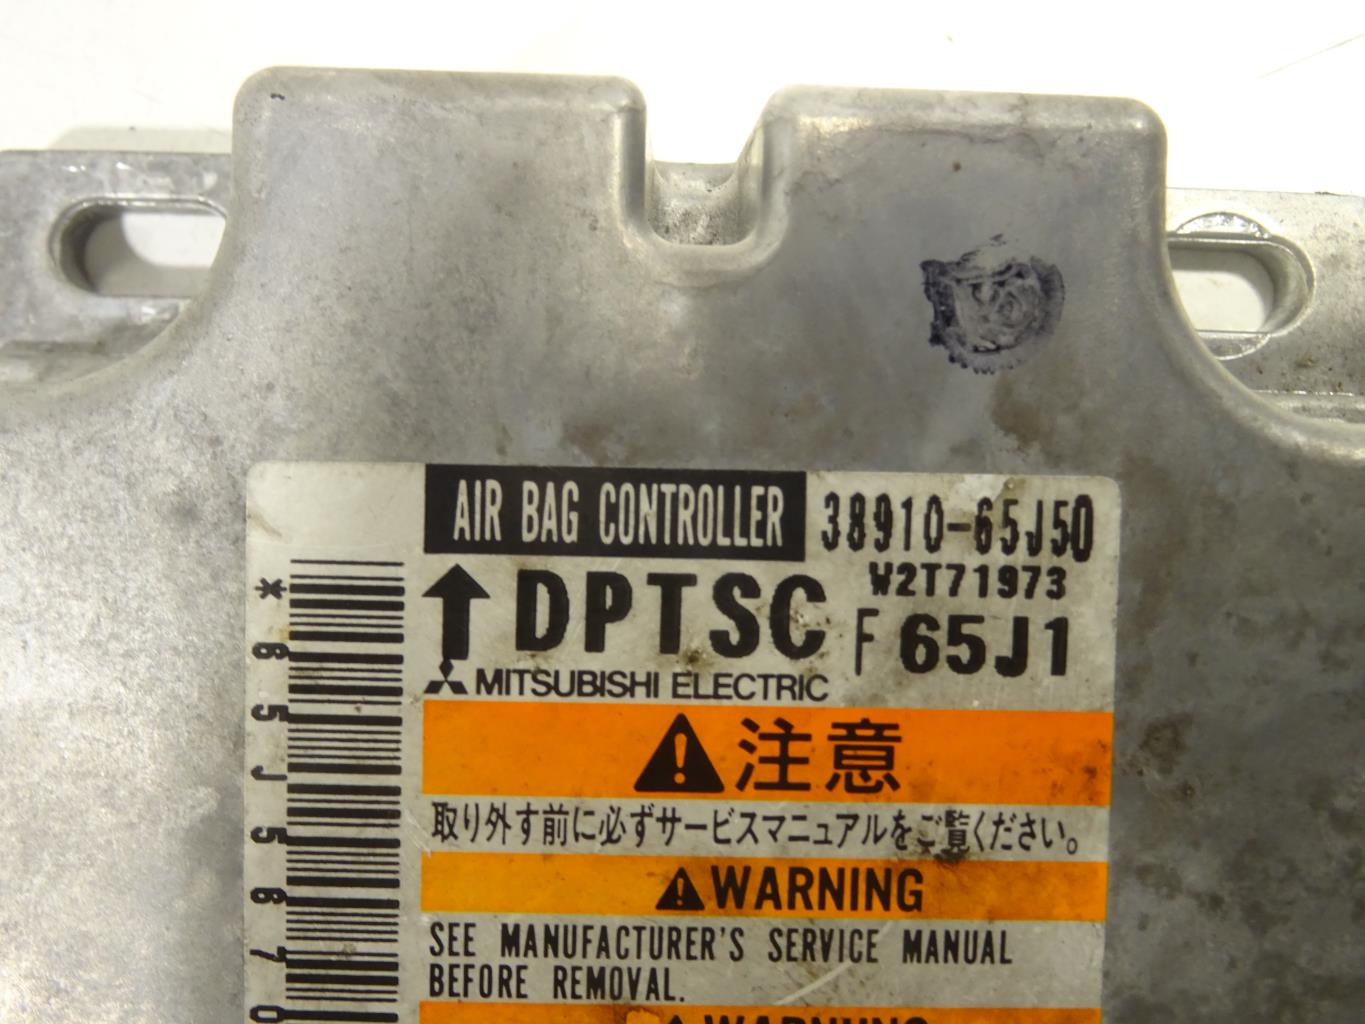 AIR BAG CONTROLLER 38910-65J50
W2T71973
DPTSC F 65J1
MITSUBISHI ELECTRIC
注意
取り外す前に必ずサービスマニュアルをご覧ください。
WARNING
SEE MANUFACTURER'S SERVICE MANUAL
BEFORE REMOVAL.
WARNUNG
*65J5670